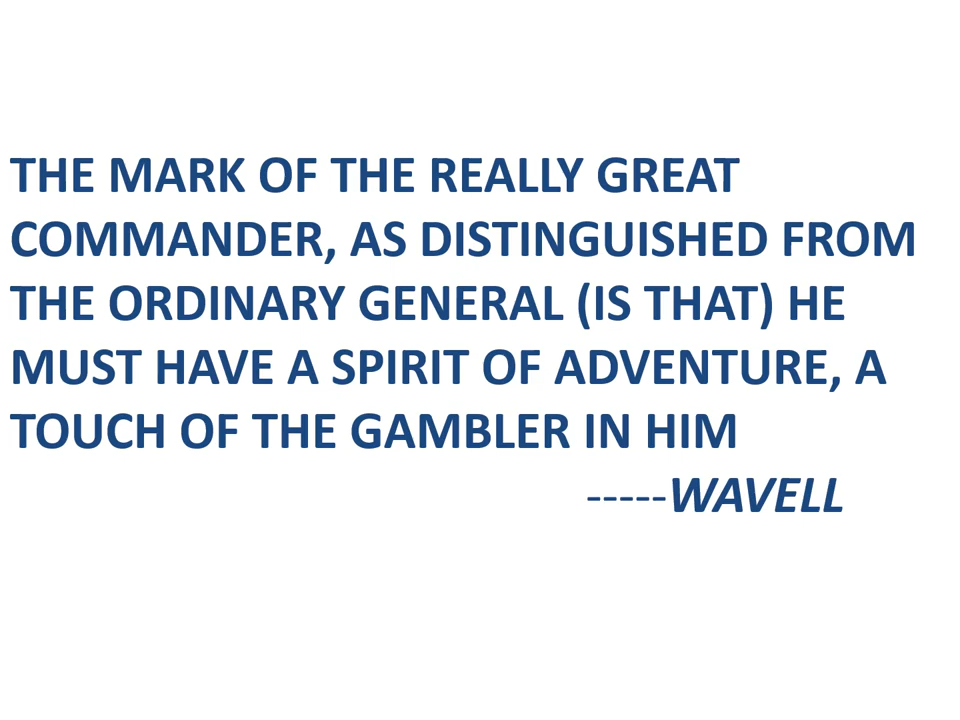 THE MARK OF THE REALLY GREAT
COMMANDER, AS DISTINGUISHED FROM
THE ORDINARY GENERAL (IS THAT) HE
MUST HAVE A SPIRIT OF ADVENTURE, A
TOUCH OF THE GAMBLER IN HIM
-----WAVELL